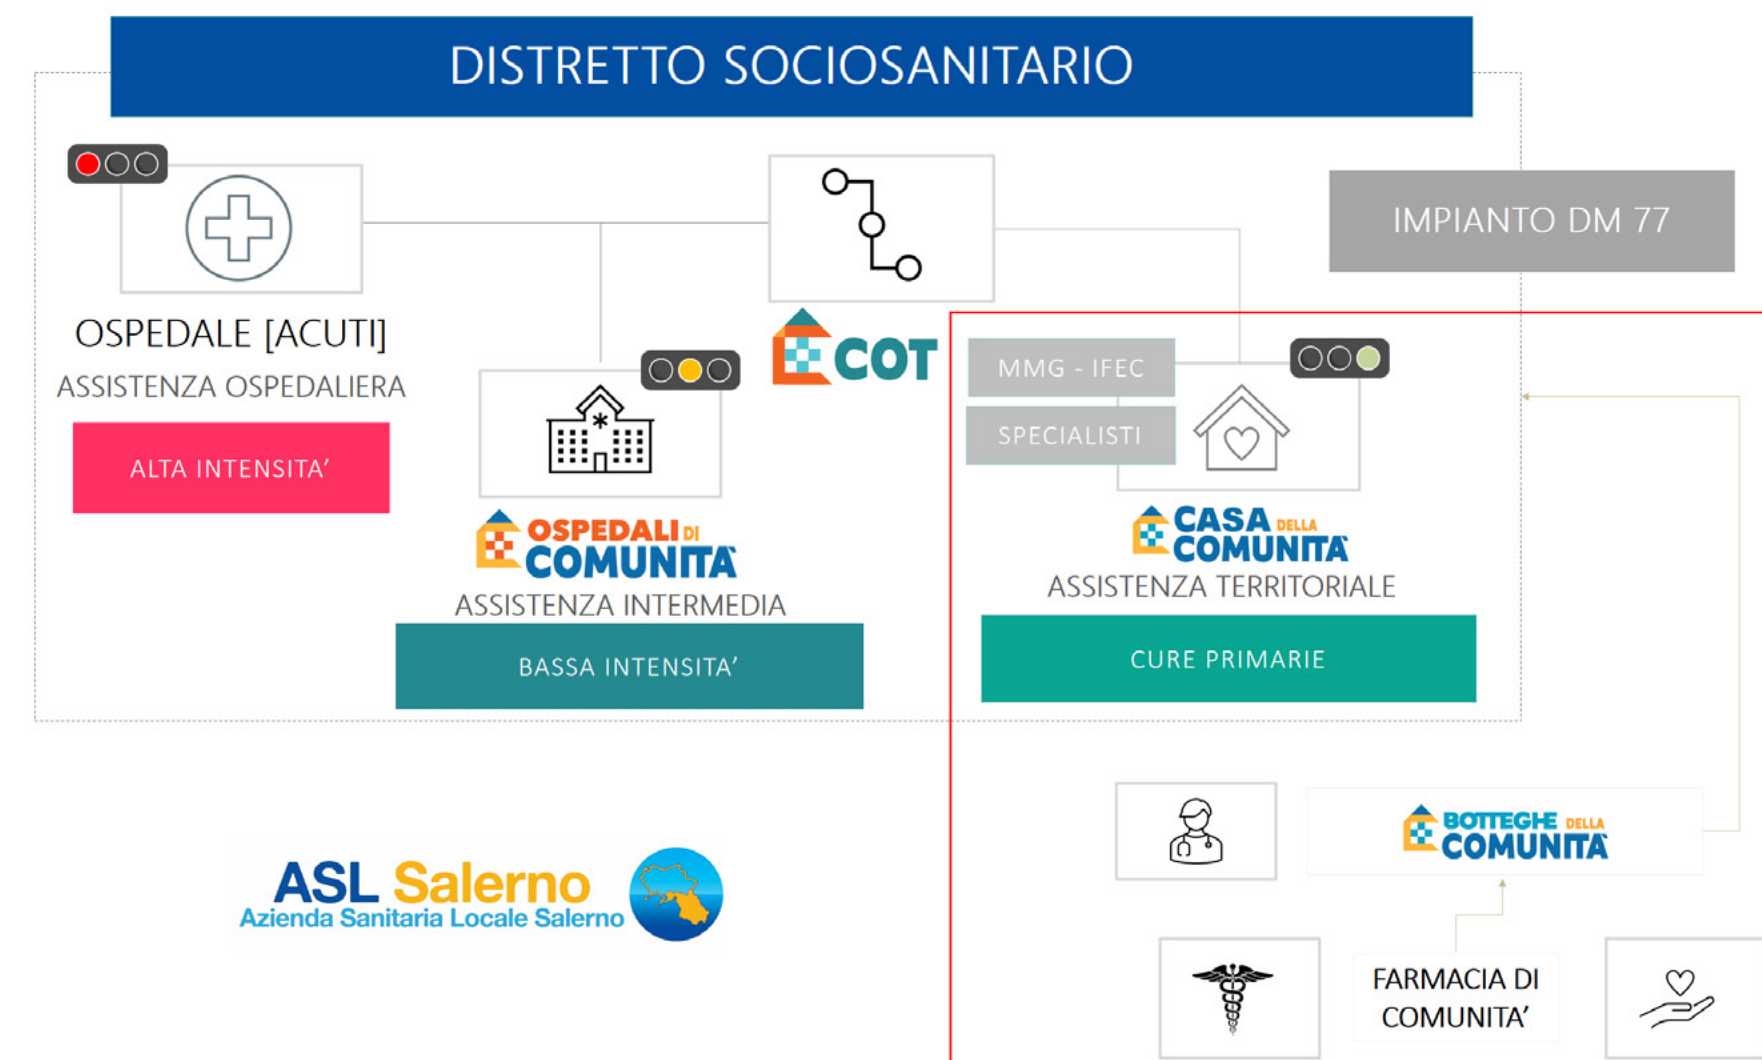 DISTRETTO SOCIOSANITARIO
IMPIANTO DM 77
OSPEDALE [ACUTI]
ASSISTENZA OSPEDALIERA
ALTA INTENSITA’
COT
MMG - IFEC
SPECIALISTI
OSPEDALI DI
COMUNITÀ
ASSISTENZA INTERMEDIA
BASSA INTENSITA’
CASA DELLA
COMUNITÀ
ASSISTENZA TERRITORIALE
CURE PRIMARIE
ASL Salerno
Azienda Sanitaria Locale Salerno
BOTTEGHE DELLA
COMUNITÀ
FARMACIA DI
COMUNITA’